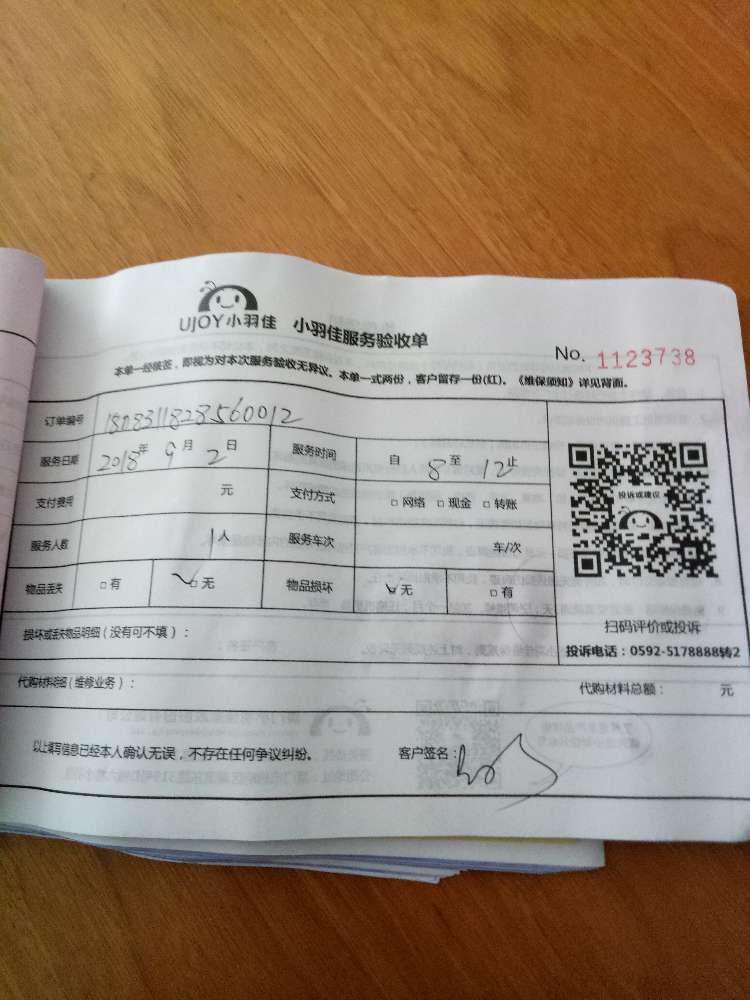 UJOY小羽佳 小羽佳服务验收单
No. 1123738
本单一经核签，即视为对本次服务验收无异议。本单一式两份，客户留存一份(红)。《维保须知》详见背面。
订单编号 1808311828560012
服务日期 2018年9月2日 服务时间 自8至12止
支付费用 元 支付方式 □网络 □现金 □转账
服务人数 1人 服务车次 车/次
物品丢失 □有 ✓□无 物品损坏 ✓无 □有
投诉或建议
扫码评价或投诉
投诉电话：0592-5178888转2
损坏或丢失物品明细（没有可不填）：
代购材料明细（维修业务）： 代购材料总额： 元
以上填写信息已经本人确认无误，不存在任何争议纠纷。 客户签名：